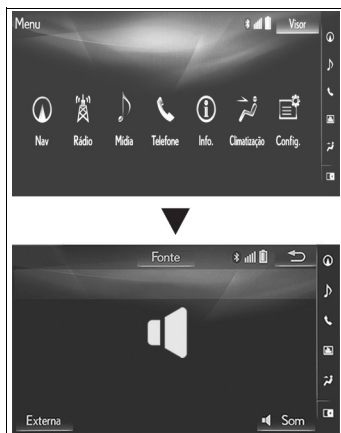 Menu Visor
Nav Rádio Mídia Telefone Info. Climatização Config.
Fonte
Externa Som